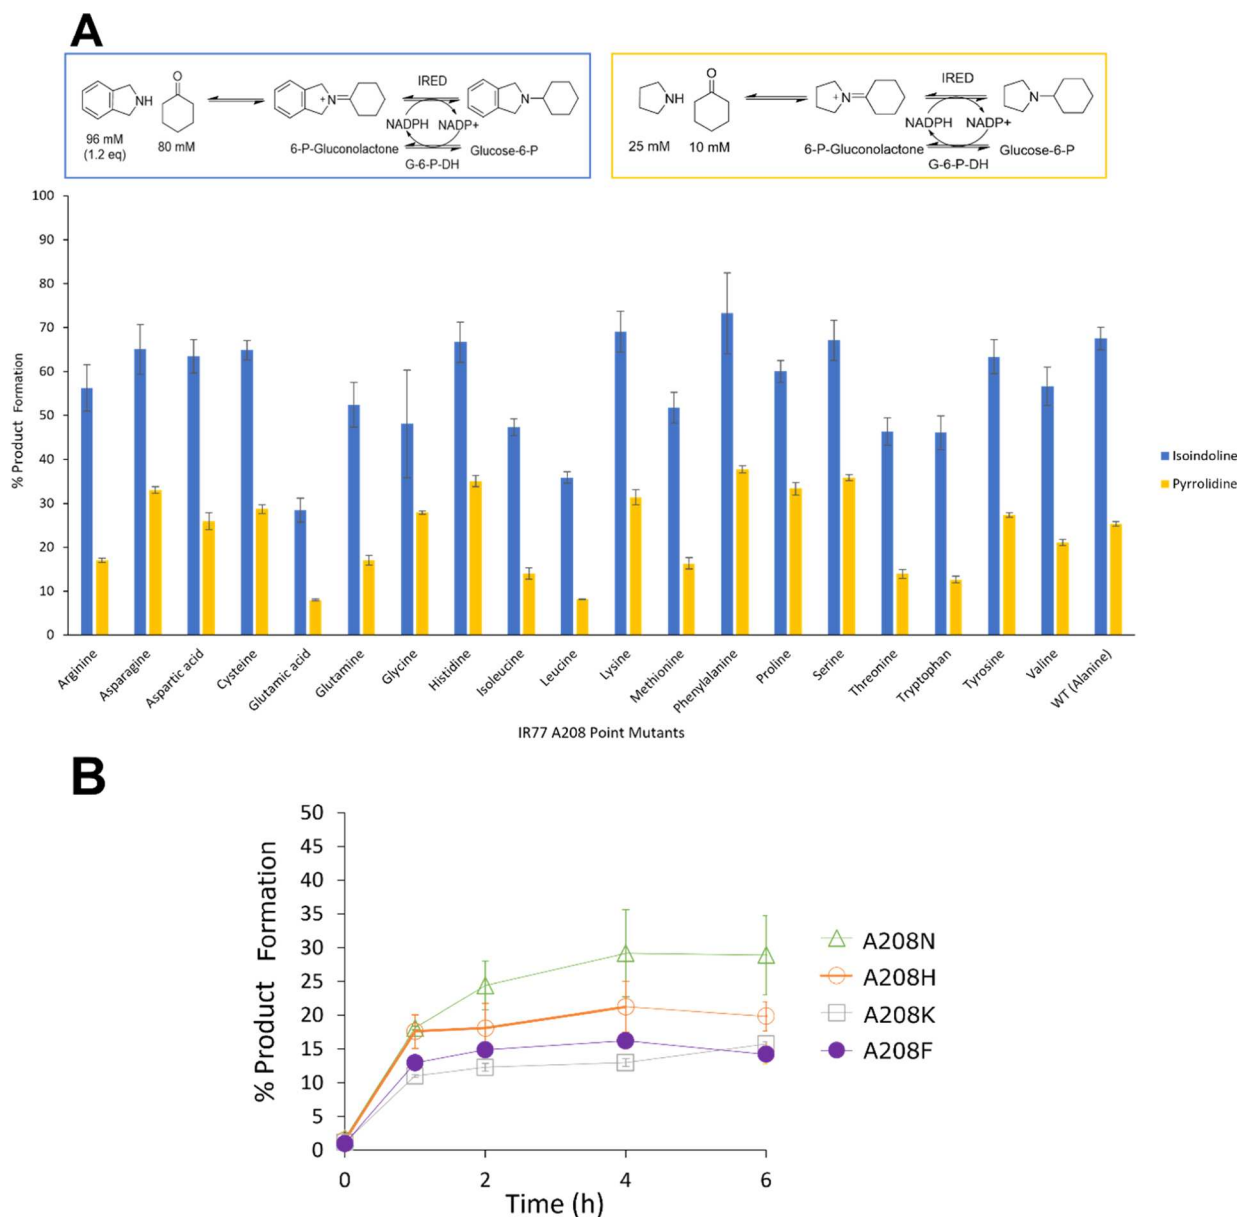 A
NH
O
96 mM
(1.2 eq)
80 mM
+
N
IRED
NADPH
NADP+
6-P-Gluconolactone
Glucose-6-P
G-6-P-DH
N
NH
O
25 mM
10 mM
+
N
IRED
NADPH
NADP+
6-P-Gluconolactone
Glucose-6-P
G-6-P-DH
N
100
90
80
70
60
50
40
30
20
10
0
% Product Formation
Arginine
Asparagine
Aspartic acid
Cysteine
Glutamic acid
Glutamine
Glycine
Histidine
Isoleucine
Leucine
Lysine
Methionine
Phenylalanine
Proline
Serine
Threonine
Tryptophan
Tyrosine
Valine
WT (Alanine)
IR77 A208 Point Mutants
Isoindoline
Pyrrolidine
B
50
45
40
35
30
25
20
15
10
5
0
% Product Formation
0
2
4
6
Time (h)
A208N
A208H
A208K
A208F